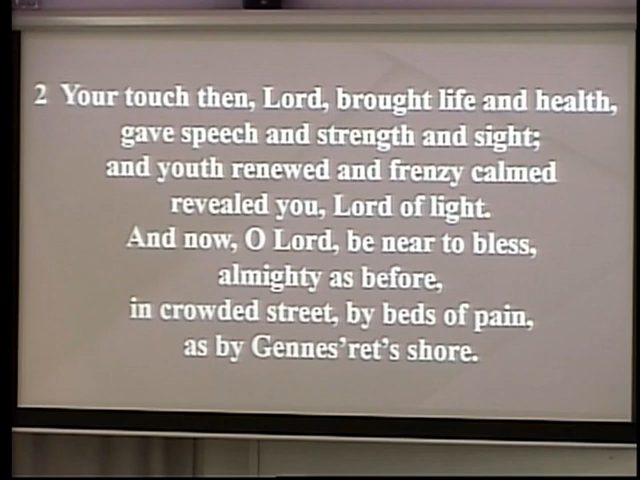 2 Your touch then, Lord, brought life and health,
gave speech and strength and sight;
and youth renewed and frenzy calmed
revealed you, Lord of light.
And now, O Lord, be near to bless,
almighty as before,
in crowded street, by beds of pain,
as by Gennes’ret’s shore.